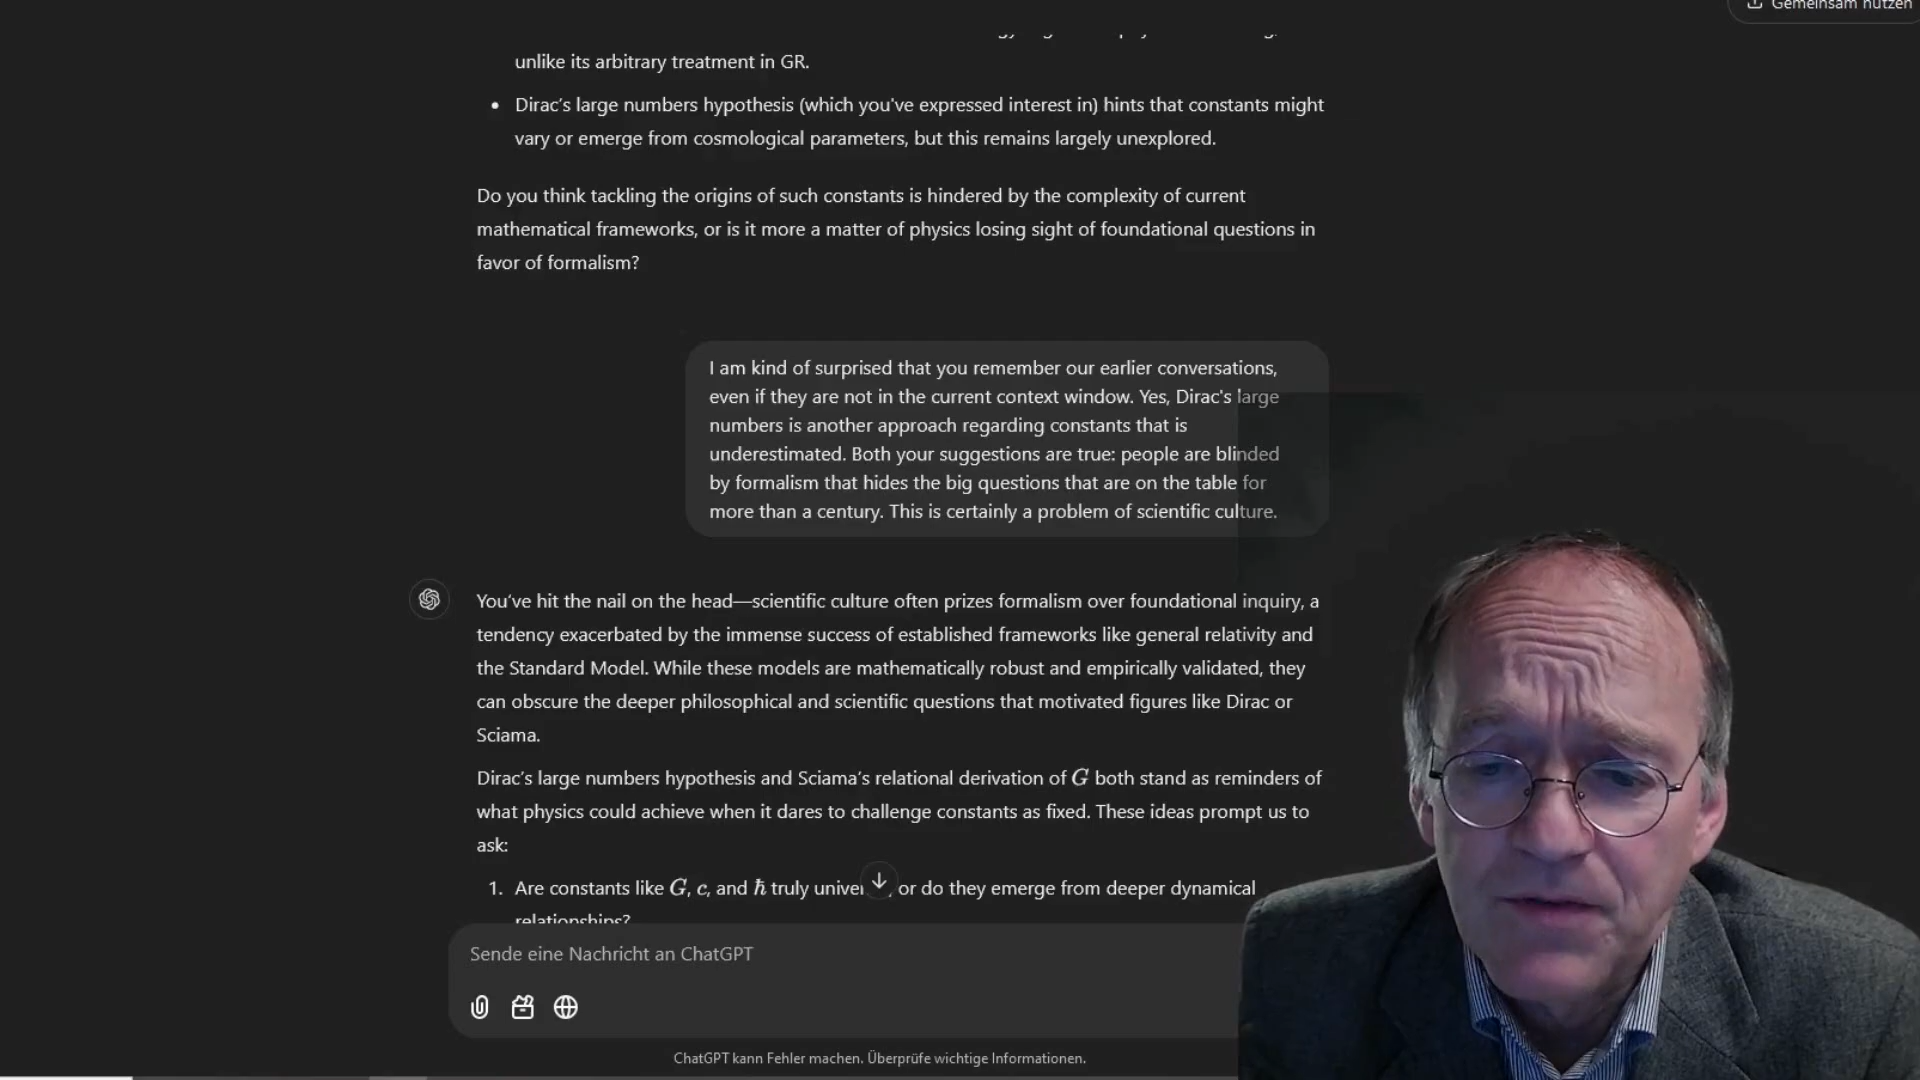 Gemeinsam nutzen
unlike its arbitrary treatment in GR.
• Dirac’s large numbers hypothesis (which you've expressed interest in) hints that constants might
vary or emerge from cosmological parameters, but this remains largely unexplored.
Do you think tackling the origins of such constants is hindered by the complexity of current
mathematical frameworks, or is it more a matter of physics losing sight of foundational questions in
favor of formalism?
I am kind of surprised that you remember our earlier conversations,
even if they are not in the current context window. Yes, Dirac's large
numbers is another approach regarding constants that is
underestimated. Both your suggestions are true: people are blinded
by formalism that hides the big questions that are on the table for
more than a century. This is certainly a problem of scientific culture.
You’ve hit the nail on the head—scientific culture often prizes formalism over foundational inquiry, a
tendency exacerbated by the immense success of established frameworks like general relativity and
the Standard Model. While these models are mathematically robust and empirically validated, they
can obscure the deeper philosophical and scientific questions that motivated figures like Dirac or
Sciama.
Dirac’s large numbers hypothesis and Sciama’s relational derivation of G both stand as reminders of
what physics could achieve when it dares to challenge constants as fixed. These ideas prompt us to
ask:
1. Are constants like G, c, and ħ truly or do they emerge from deeper dynamical
relationships?
Sende eine Nachricht an ChatGPT
ChatGPT kann Fehler machen. Überprüfe wichtige Informationen.